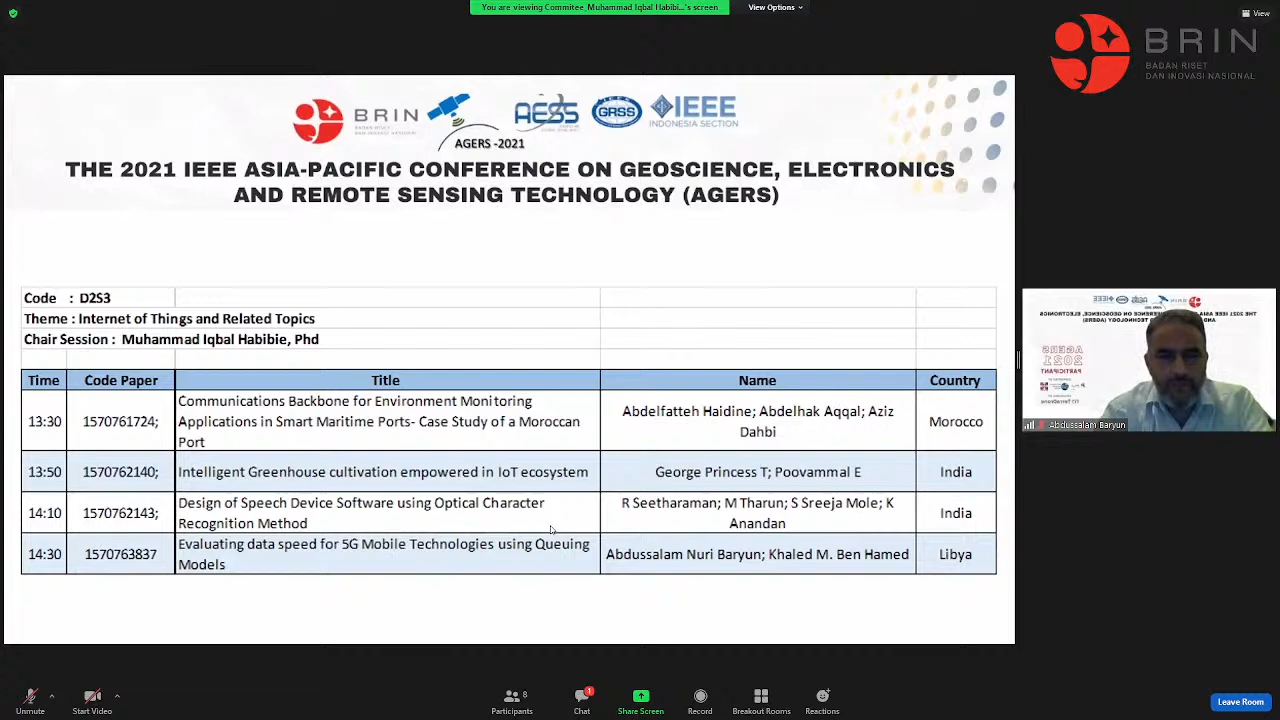 You are viewing Commitee_Muhammad Iqbal Habibi...'s screen
View Options
View
BRIN
BADAN RISET
DAN INOVASI NASIONAL
BRIN
AGERS -2021
AESS
GRSS
IEEE
INDONESIA SECTION
THE 2021 IEEE ASIA-PACIFIC CONFERENCE ON GEOSCIENCE, ELECTRONICS
AND REMOTE SENSING TECHNOLOGY (AGERS)
Code : D2S3
Theme : Internet of Things and Related Topics
Chair Session : Muhammad Iqbal Habibie, Phd
Time Code Paper Title Name Country
13:30 1570761724; Communications Backbone for Environment Monitoring
Applications in Smart Maritime Ports- Case Study of a Moroccan
Port Abdelfatteh Haidine; Abdelhak Aqqal; Aziz
Dahbi Morocco
13:50 1570762140; Intelligent Greenhouse cultivation empowered in IoT ecosystem George Princess T; Poovammal E India
14:10 1570762143; Design of Speech Device Software using Optical Character
Recognition Method R Seetharaman; M Tharun; S Sreeja Mole; K
Anandan India
14:30 1570763837 Evaluating data speed for 5G Mobile Technologies using Queuing
Models Abdussalam Nuri Baryun; Khaled M. Ben Hamed Libya
AGERS
2021
PARTICIPANT
Abdussalam Baryun
Unmute
Start Video
Participants
8
Chat
1
Share Screen
Record
Breakout Rooms
Reactions
Leave Room